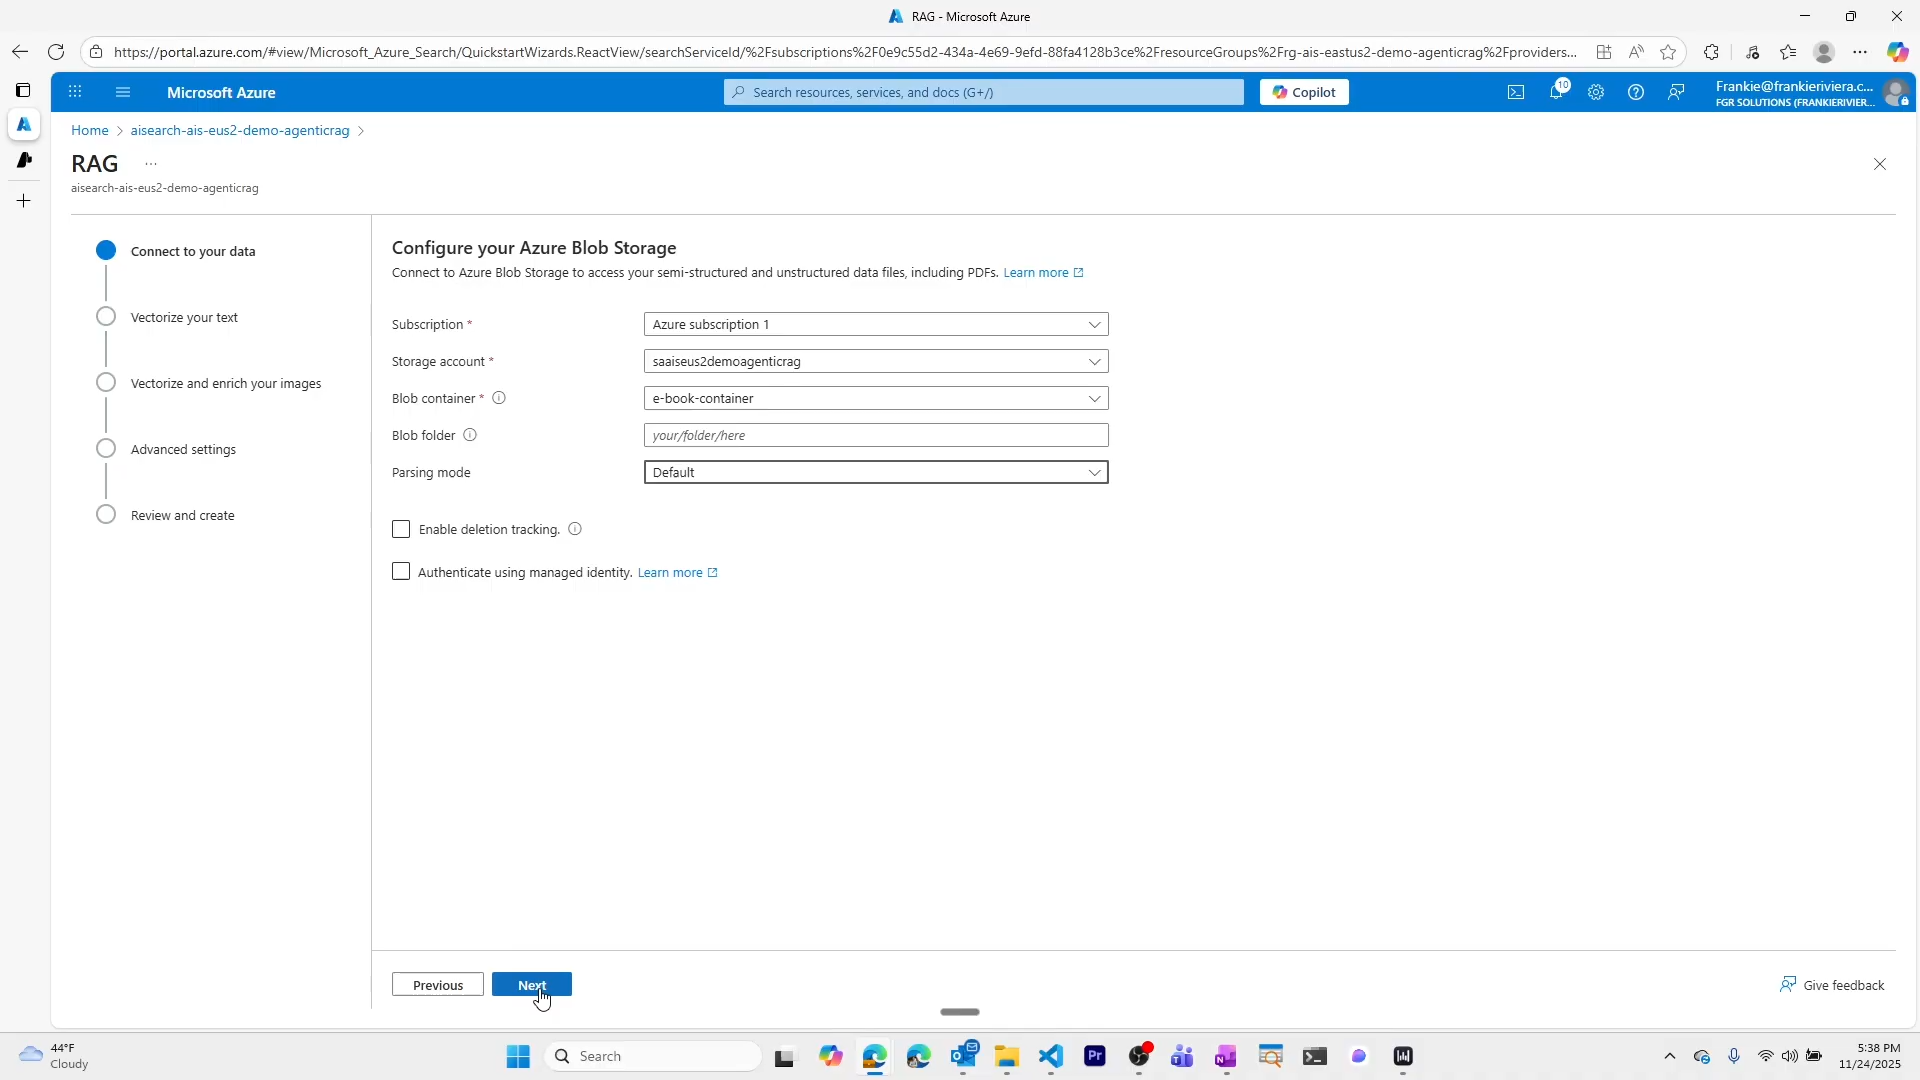 RAG - Microsoft Azure
https://portal.azure.com/#view/Microsoft_Azure_Search/QuickstartWizards.ReactView/searchServiceId/%2Fsubscriptions%2F0e9c55d2-434a-4e69-9efd-88fa4128b3ce%2FresourceGroups%2Frg-ais-eastus2-demo-agenticrag%2Fproviders...
Microsoft Azure
Search resources, services, and docs (G+/)
Copilot
10
Frankie@frankieriviera.c...
FGR SOLUTIONS (FRANKIERIVIER...
Home > aisearch-ais-eus2-demo-agenticrag >
RAG ...
aisearch-ais-eus2-demo-agenticrag
Connect to your data
Vectorize your text
Vectorize and enrich your images
Advanced settings
Review and create
Configure your Azure Blob Storage
Connect to Azure Blob Storage to access your semi-structured and unstructured data files, including PDFs. Learn more
Subscription * Azure subscription 1
Storage account * saaiseus2demoagenticrag
Blob container * e-book-container
Blob folder your/folder/here
Parsing mode Default
Enable deletion tracking.
Authenticate using managed identity. Learn more
Previous Next
Give feedback
44°F
Cloudy
Search
5:38 PM
11/24/2025